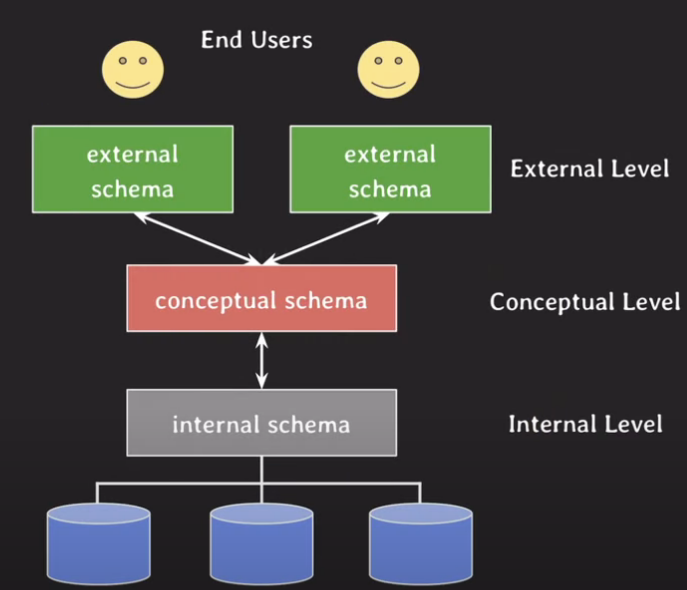 End Users
external
schema
external
schema
External Level
conceptual schema
Conceptual Level
internal schema
Internal Level